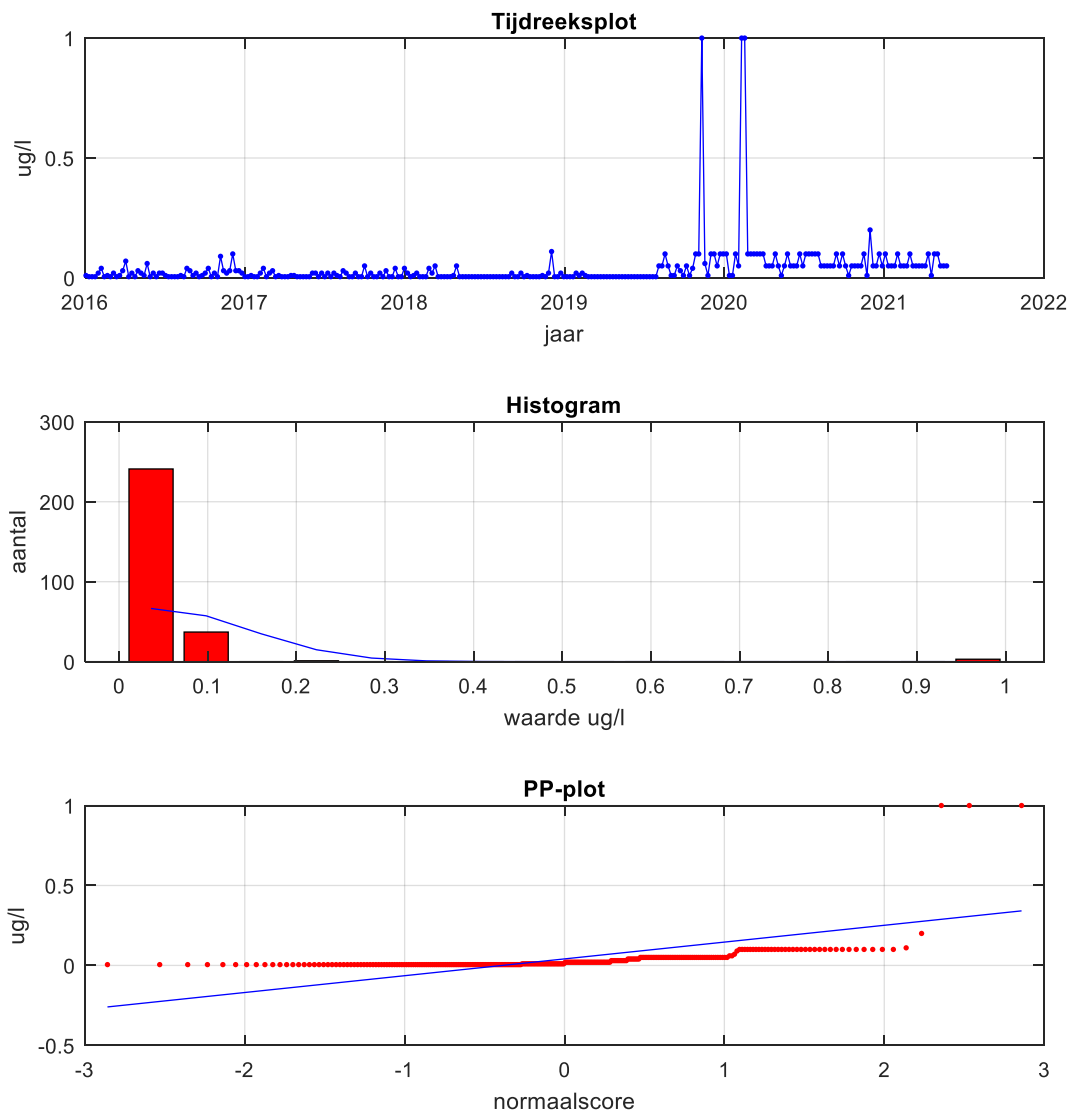 Tijdreeksplot
1
0.5
0
ug/l
2016 2017 2018 2019 2020 2021 2022
jaar
Histogram
300
200
100
0
aantal
0 0.1 0.2 0.3 0.4 0.5 0.6 0.7 0.8 0.9 1
waarde ug/l
PP-plot
1
0.5
0
-0.5
ug/l
-3 -2 -1 0 1 2 3
normaalscore